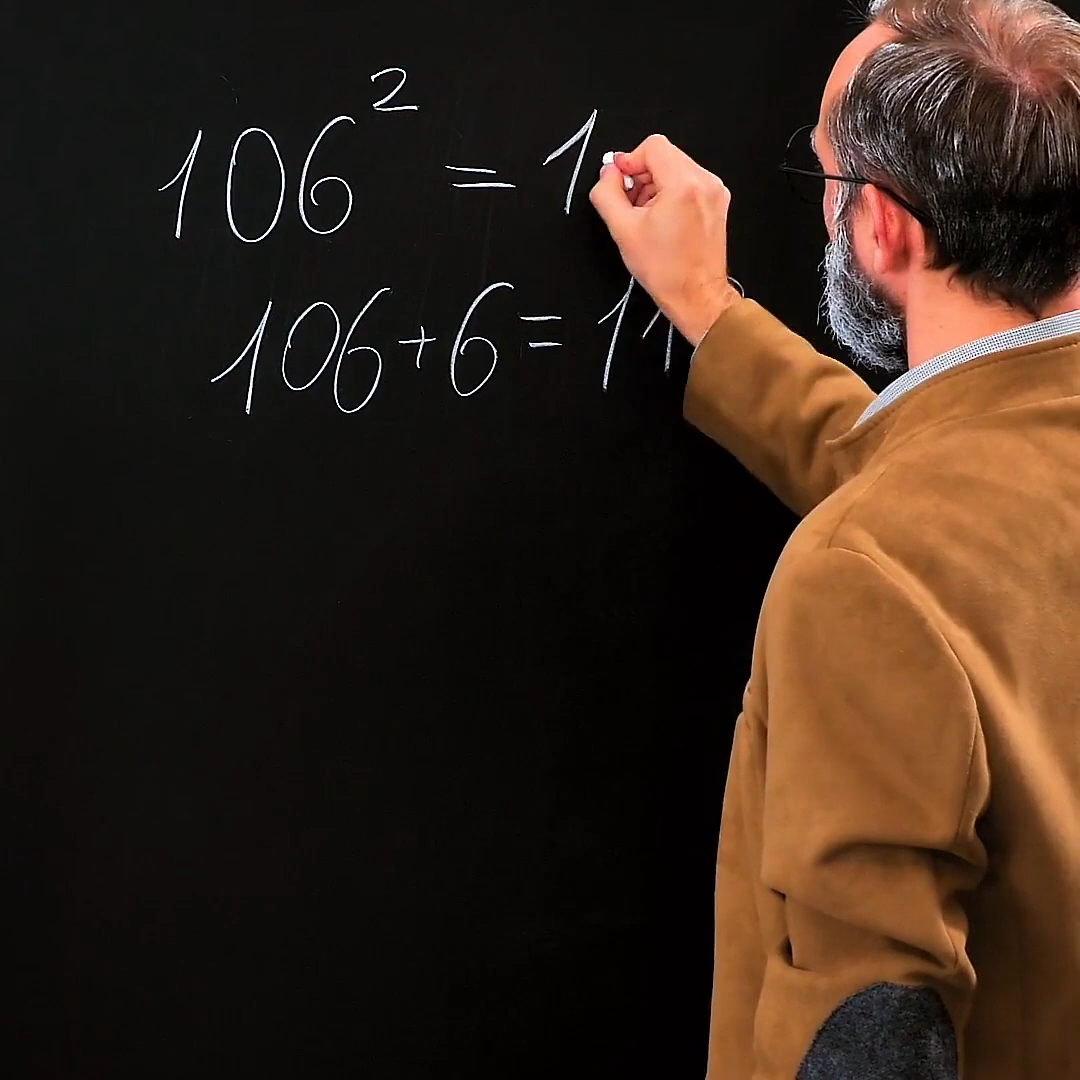 106² = 1
106+6= 11